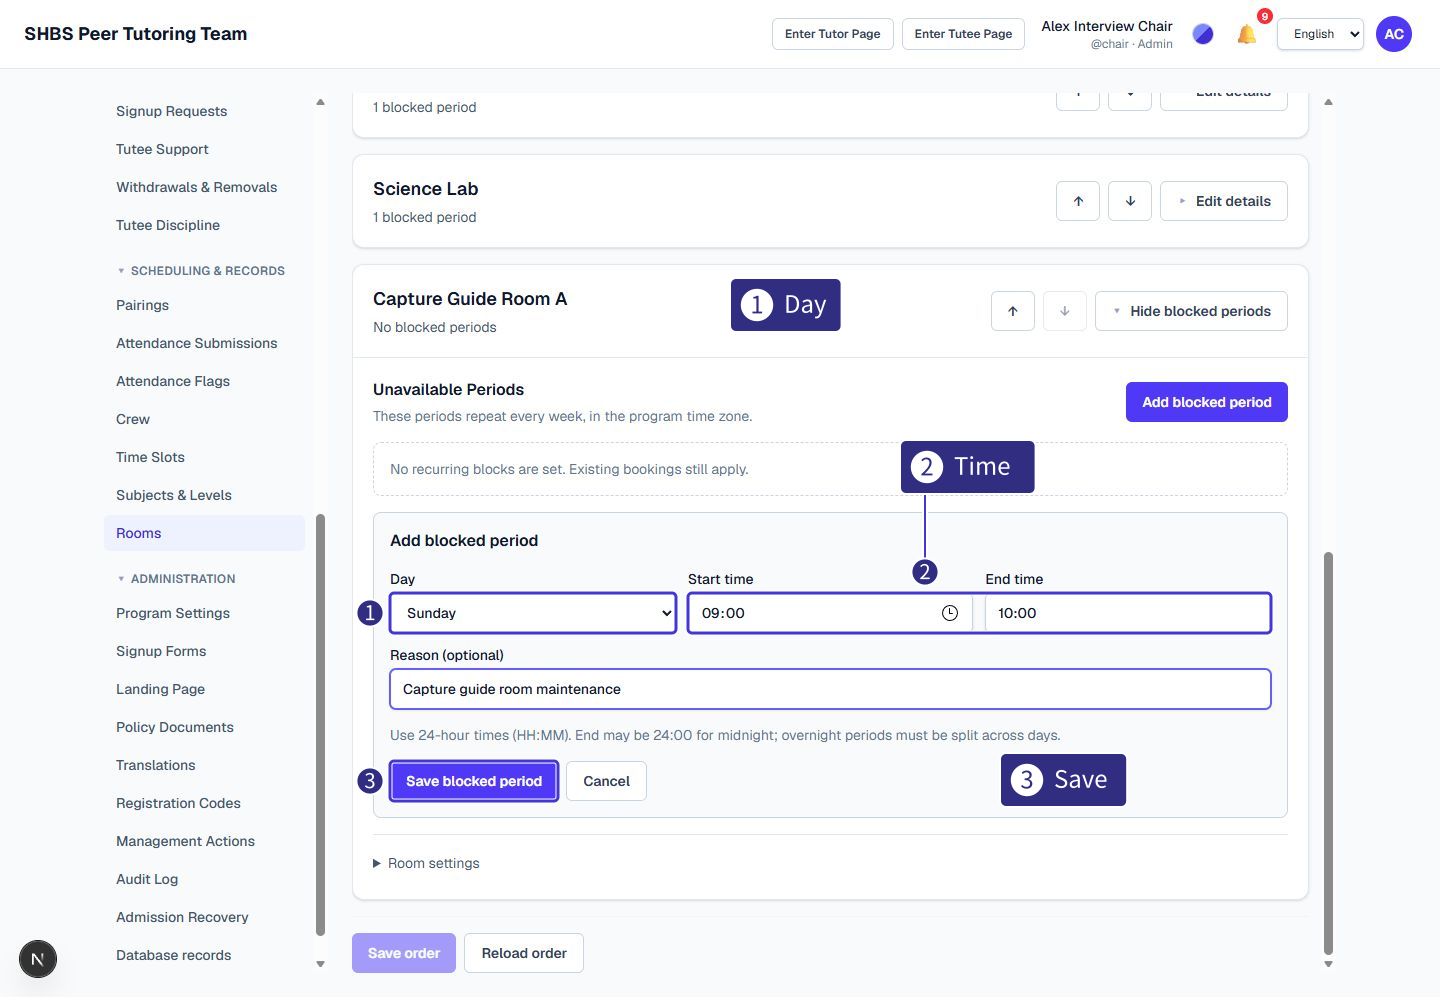 SHBS Peer Tutoring Team
Enter Tutor Page
Enter Tutee Page
Alex Interview Chair
@chair · Admin
9
English
AC
Signup Requests
Tutee Support
Withdrawals & Removals
Tutee Discipline
SCHEDULING & RECORDS
Pairings
Attendance Submissions
Attendance Flags
Crew
Time Slots
Subjects & Levels
Rooms
ADMINISTRATION
Program Settings
Signup Forms
Landing Page
Policy Documents
Translations
Registration Codes
Management Actions
Audit Log
Admission Recovery
Database records
N
1 blocked period
Edit details
Science Lab
1 blocked period
↑
↓
Edit details
Capture Guide Room A
No blocked periods
1 Day
↑
↓
Hide blocked periods
Unavailable Periods
These periods repeat every week, in the program time zone.
Add blocked period
No recurring blocks are set. Existing bookings still apply.
2 Time
Add blocked period
Day
Start time
2
End time
1
Sunday
09:00
10:00
Reason (optional)
Capture guide room maintenance
Use 24-hour times (HH:MM). End may be 24:00 for midnight; overnight periods must be split across days.
3
Save blocked period
Cancel
3 Save
Room settings
Save order
Reload order